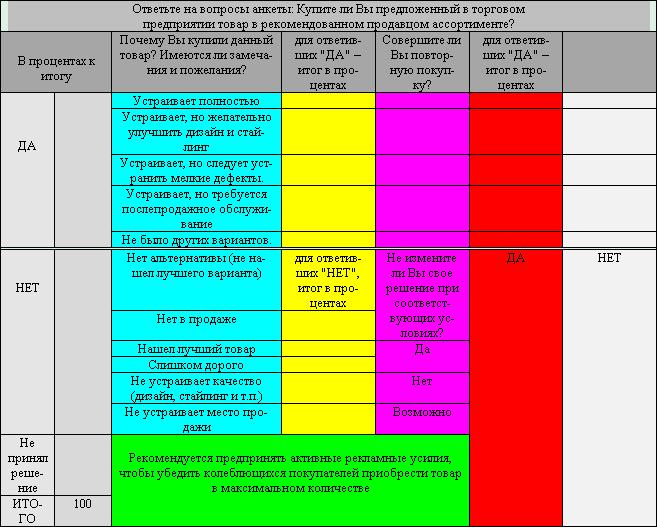 Ответьте на вопросы анкеты: Купите ли Вы предложенный в торговом
предприятии товар в рекомендованном продавцом ассортименте?
В процентах к
итогу
Почему Вы купили данный
товар? Имеются ли замеча-
ния и пожелания?
для ответив-
ших "ДА" –
итог в про-
центах
Совершите ли
Вы повтор-
ную покуп-
ку?
для ответив-
ших "ДА" –
итог в про-
центах
ДА
Устраивает полностью
Устраивает, но желательно
улучшить дизайн и стай-
линг
Устраивает, но следует уст-
ранить мелкие дефекты.
Устраивает, но требуется
послепродажное обслужи-
вание
Не было других вариантов.
НЕТ
Нет альтернативы (не на-
шел лучшего варианта)
для ответив-
ших "НЕТ",
итог в про-
центах
Не измените
ли Вы свое
решение при
соответст-
вующих ус-
ловиях?
ДА
НЕТ
Нет в продаже
Нашел лучший товар
Да
Слишком дорого
Не устраивает качество
(дизайн, стайлинг и т.п.)
Нет
Не устраивает место про-
дажи
Возможно
Не
принял
реше-
ние
Рекомендуется предпринять активные рекламные усилия,
чтобы убедить колеблющихся покупателей приобрести товар
в максимальном количестве
ИТО-
ГО
100